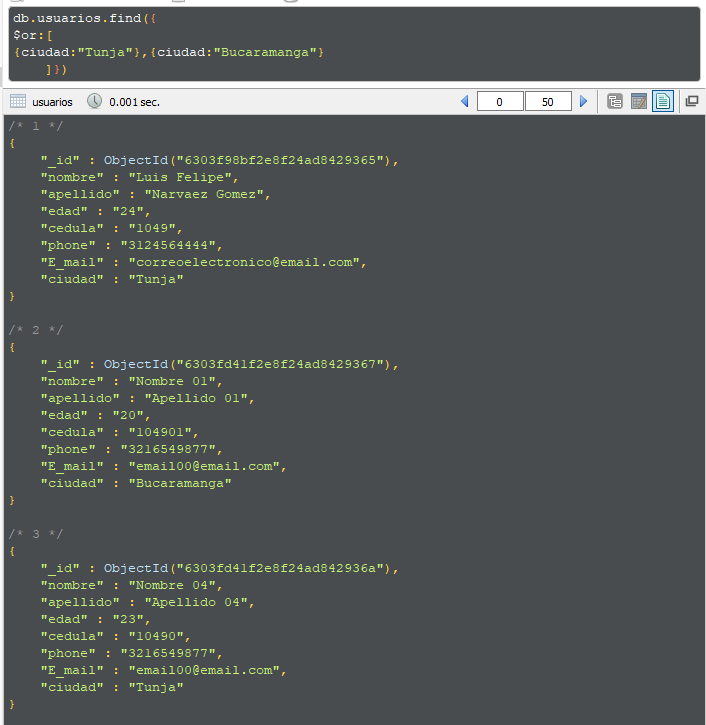 db.usuarios.find({
$or:[
{ciudad:"Tunja"},{ciudad:"Bucaramanga"}
]})
usuarios 0.001 sec. 0 50
/* 1 */
{
"_id" : ObjectId("6303f98bf2e8f24ad8429365"),
"nombre" : "Luis Felipe",
"apellido" : "Narvaez Gomez",
"edad" : "24",
"cedula" : "1049",
"phone" : "3124564444",
"E_mail" : "correoelectronico@email.com",
"ciudad" : "Tunja"
}
/* 2 */
{
"_id" : ObjectId("6303fd41f2e8f24ad8429367"),
"nombre" : "Nombre 01",
"apellido" : "Apellido 01",
"edad" : "20",
"cedula" : "104901",
"phone" : "3216549877",
"E_mail" : "email00@email.com",
"ciudad" : "Bucaramanga"
}
/* 3 */
{
"_id" : ObjectId("6303fd41f2e8f24ad842936a"),
"nombre" : "Nombre 04",
"apellido" : "Apellido 04",
"edad" : "23",
"cedula" : "10490",
"phone" : "3216549877",
"E_mail" : "email00@email.com",
"ciudad" : "Tunja"
}